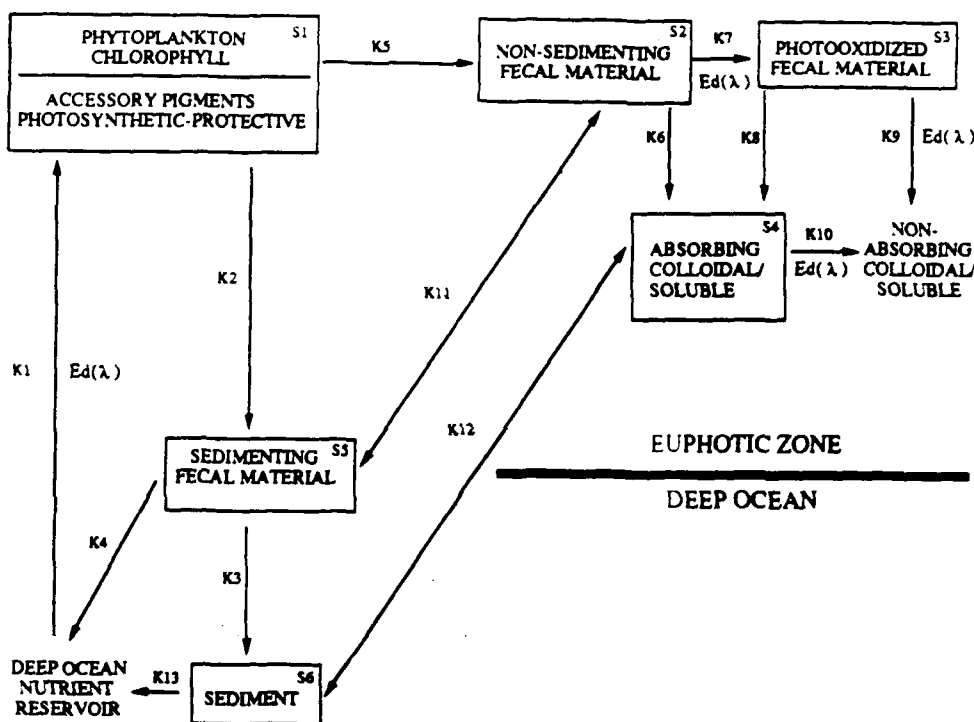 S1
PHYTOPLANKTON
CHLOROPHYLL
ACCESSORY PIGMENTS
PHOTOSYNTHETIC-PROTECTIVE
K5
S2
NON-SEDIMENTING
FECAL MATERIAL
K7
Ed(λ)
S3
PHOTOOXIDIZED
FECAL MATERIAL
K6
K8
K9
Ed(λ)
S4
ABSORBING
COLLOIDAL/
SOLUBLE
K10
Ed(λ)
NON-
ABSORBING
COLLOIDAL/
SOLUBLE
K2
K11
K1
Ed(λ)
K12
S5
SEDIMENTING
FECAL MATERIAL
EUPHOTIC ZONE
DEEP OCEAN
K4
K3
DEEP OCEAN
NUTRIENT
RESERVOIR
K13
S6
SEDIMENT